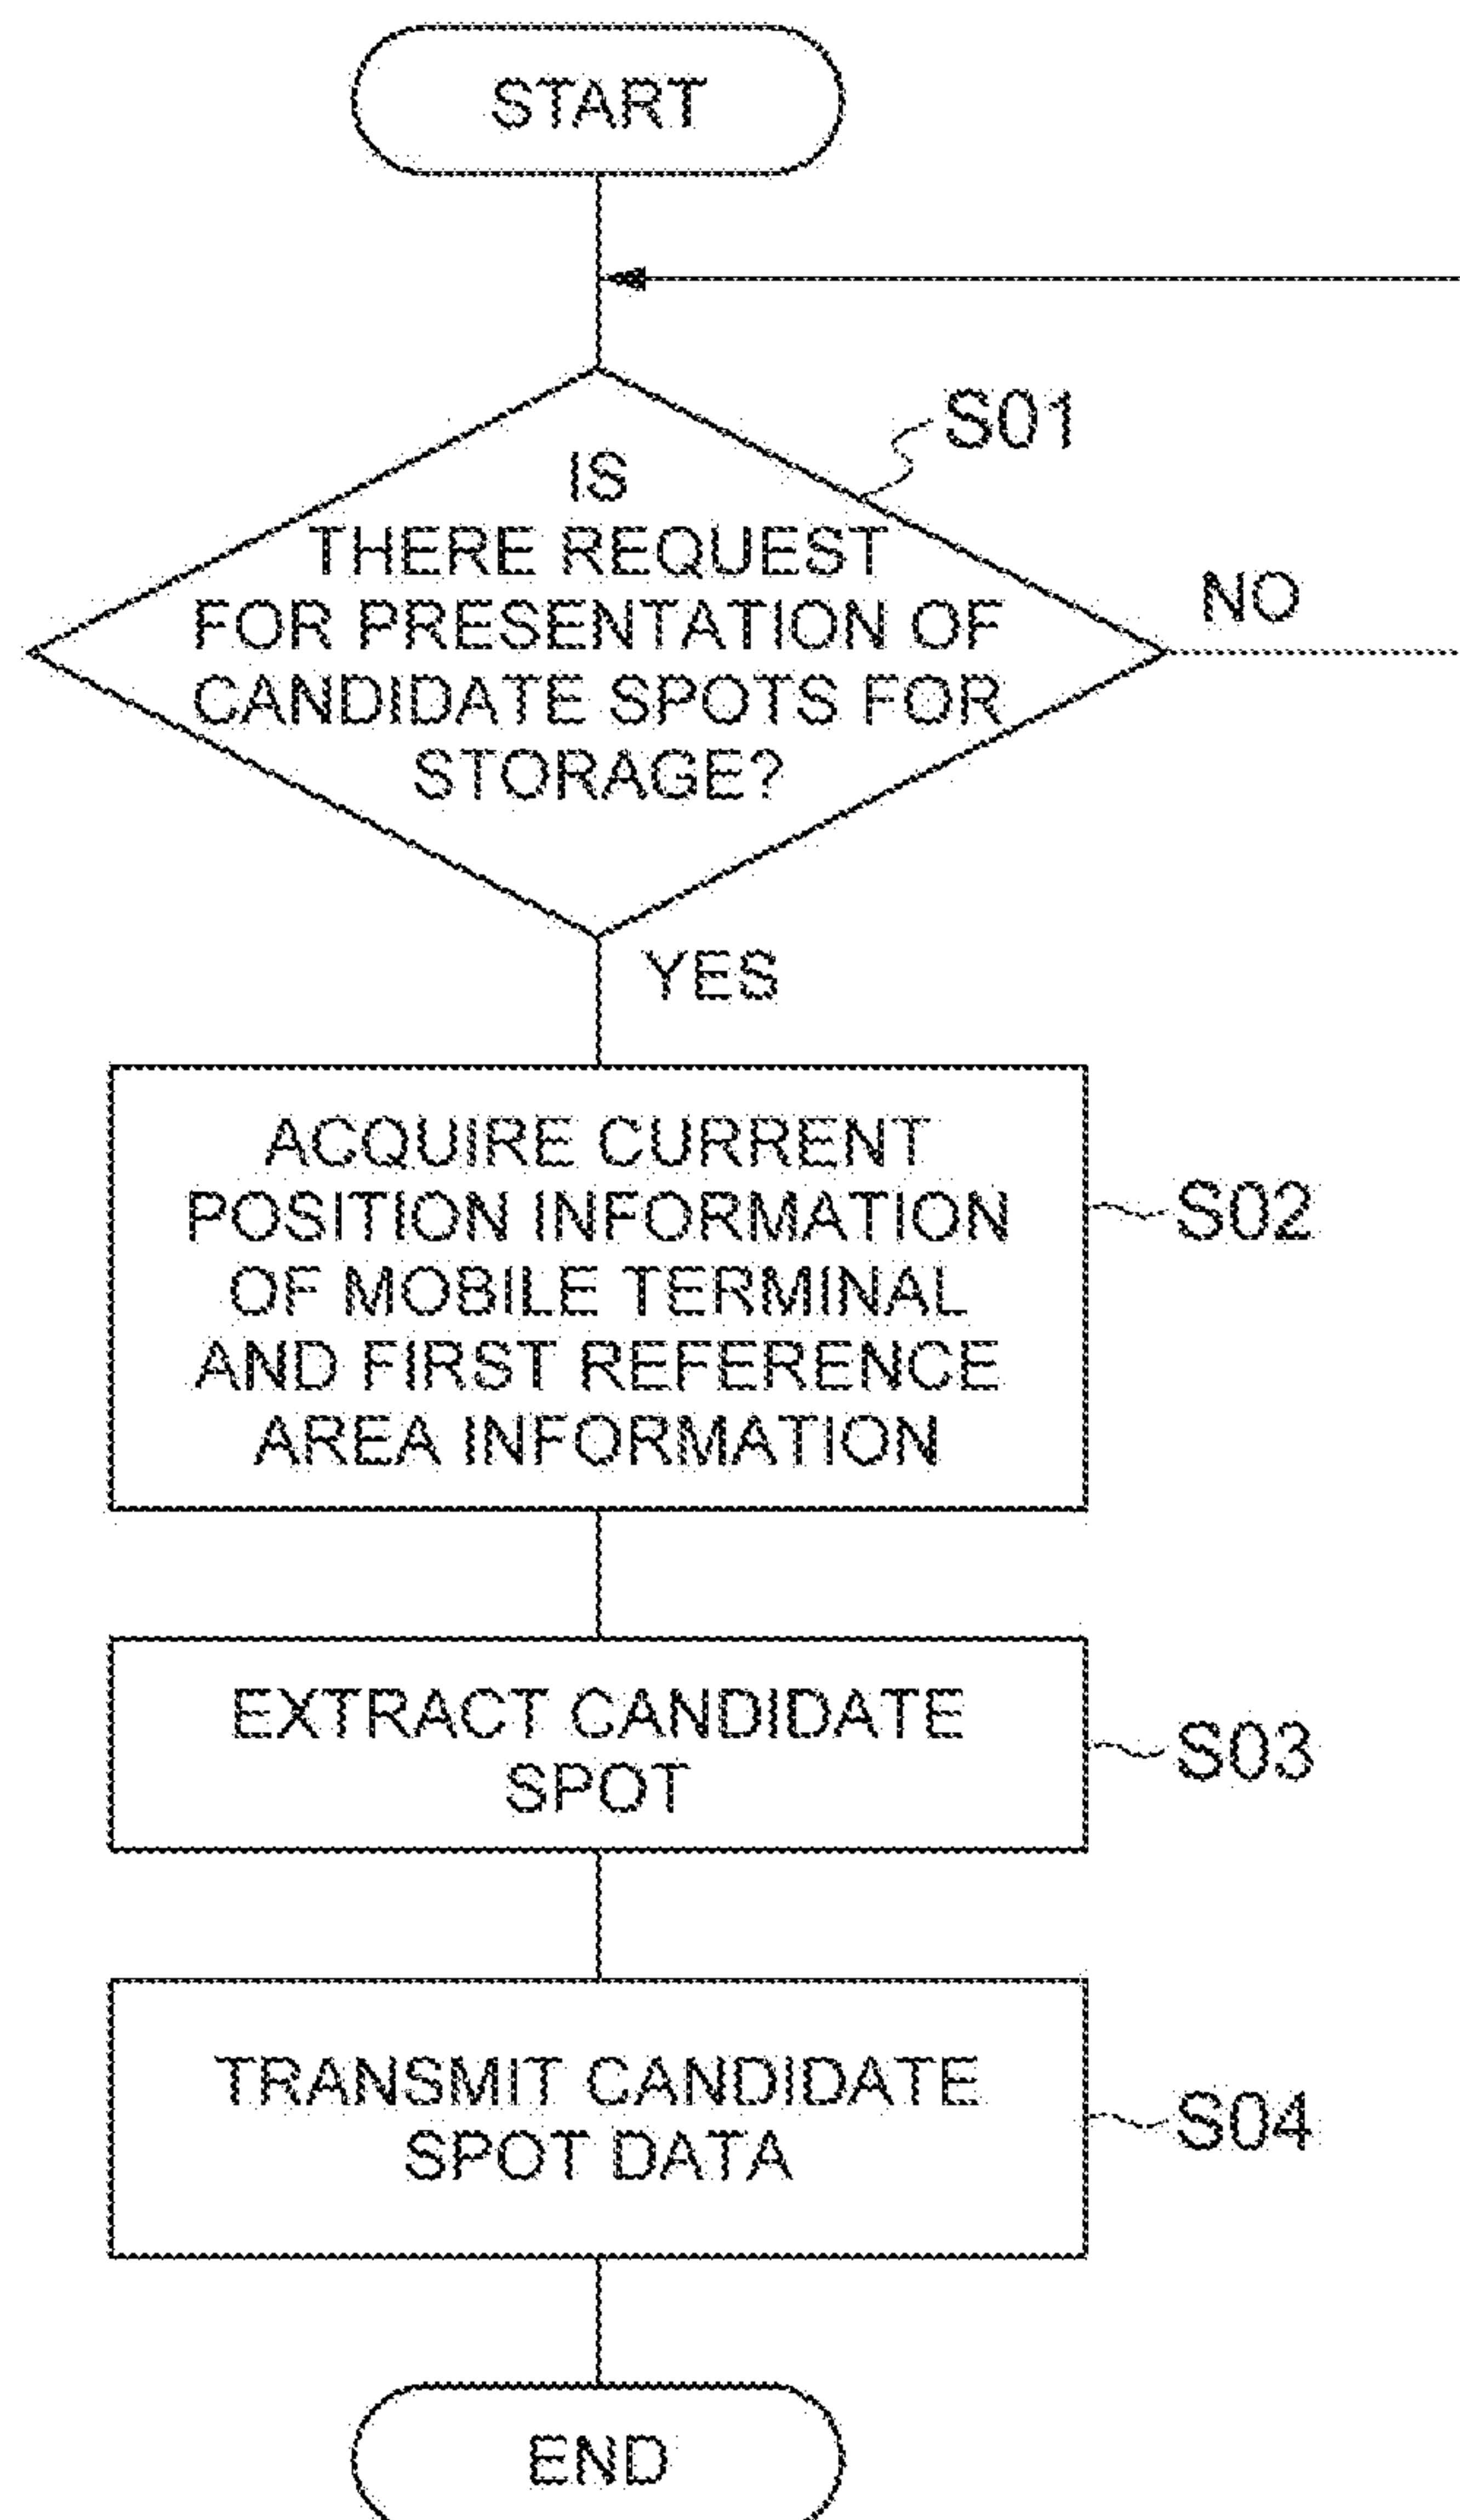 START
S01
IS
THERE REQUEST
FOR PRESENTATION OF
CANDIDATE SPOTS FOR
STORAGE?
NO
YES
ACQUIRE CURRENT
POSITION INFORMATION
OF MOBILE TERMINAL
AND FIRST REFERENCE
AREA INFORMATION
S02
EXTRACT CANDIDATE
SPOT
S03
TRANSMIT CANDIDATE
SPOT DATA
S04
END